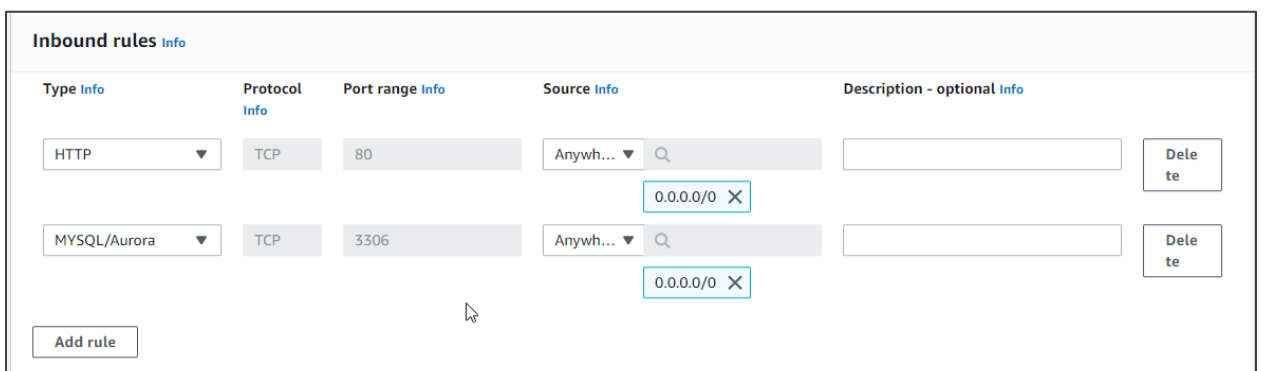 Inbound rules Info
Type Info Protocol Info Port range Info Source Info Description - optional Info
HTTP TCP 80 Anywh... Dele
te
0.0.0.0/0
MYSQL/Aurora TCP 3306 Anywh... Dele
te
0.0.0.0/0
Add rule